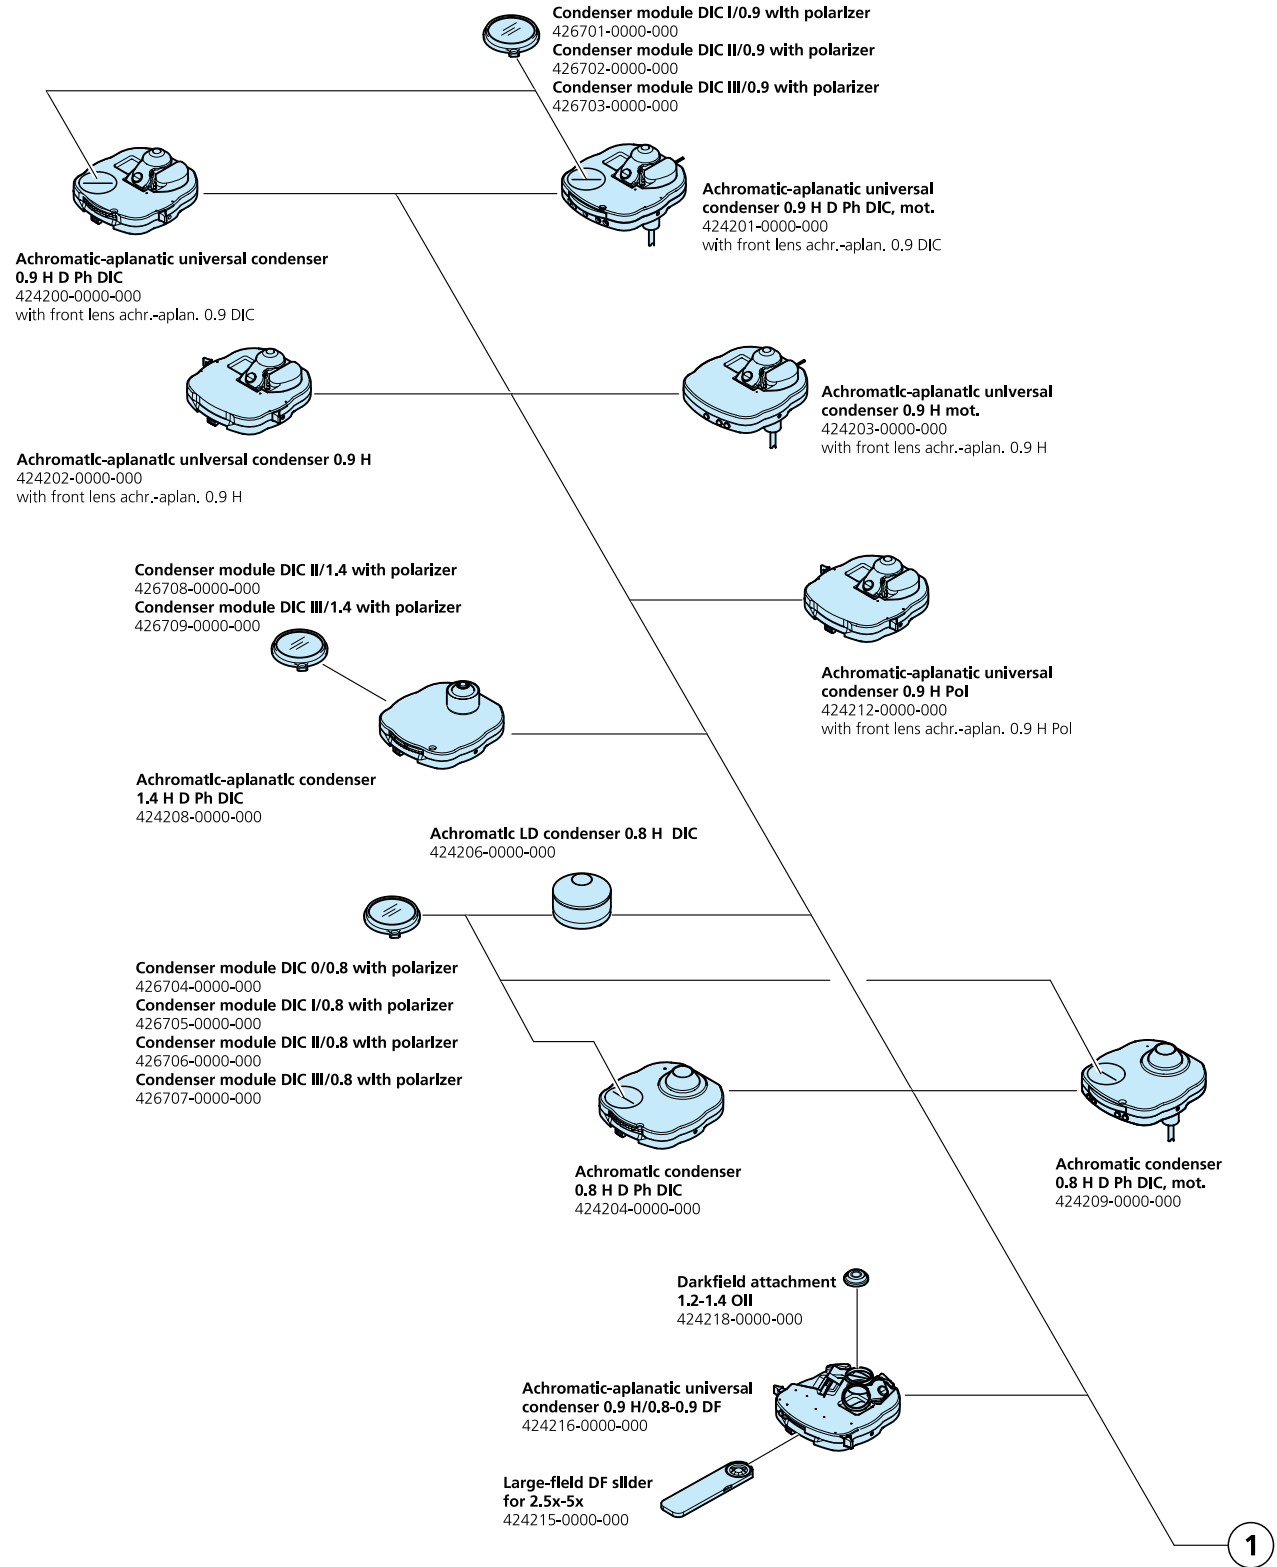 Condenser module DIC I/0.9 with polarizer
426701-0000-000
Condenser module DIC II/0.9 with polarizer
426702-0000-000
Condenser module DIC III/0.9 with polarizer
426703-0000-000
Achromatic-aplanatic universal
condenser 0.9 H D Ph DIC, mot.
424201-0000-000
with front lens achr.-aplan. 0.9 DIC
Achromatic-aplanatic universal condenser
0.9 H D Ph DIC
424200-0000-000
with front lens achr.-aplan. 0.9 DIC
Achromatic-aplanatic universal
condenser 0.9 H mot.
424203-0000-000
with front lens achr.-aplan. 0.9 H
Achromatic-aplanatic universal condenser 0.9 H
424202-0000-000
with front lens achr.-aplan. 0.9 H
Condenser module DIC II/1.4 with polarizer
426708-0000-000
Condenser module DIC III/1.4 with polarizer
426709-0000-000
Achromatic-aplanatic universal
condenser 0.9 H Pol
424212-0000-000
with front lens achr.-aplan. 0.9 H Pol
Achromatic-aplanatic condenser
1.4 H D Ph DIC
424208-0000-000
Achromatic LD condenser 0.8 H DIC
424206-0000-000
Condenser module DIC 0/0.8 with polarizer
426704-0000-000
Condenser module DIC I/0.8 with polarizer
426705-0000-000
Condenser module DIC II/0.8 with polarizer
426706-0000-000
Condenser module DIC III/0.8 with polarizer
426707-0000-000
Achromatic condenser
0.8 H D Ph DIC
424204-0000-000
Achromatic condenser
0.8 H D Ph DIC, mot.
424209-0000-000
Darkfield attachment
1.2-1.4 Oil
424218-0000-000
Achromatic-aplanatic universal
condenser 0.9 H/0.8-0.9 DF
424216-0000-000
Large-field DF slider
for 2.5x-5x
424215-0000-000
1